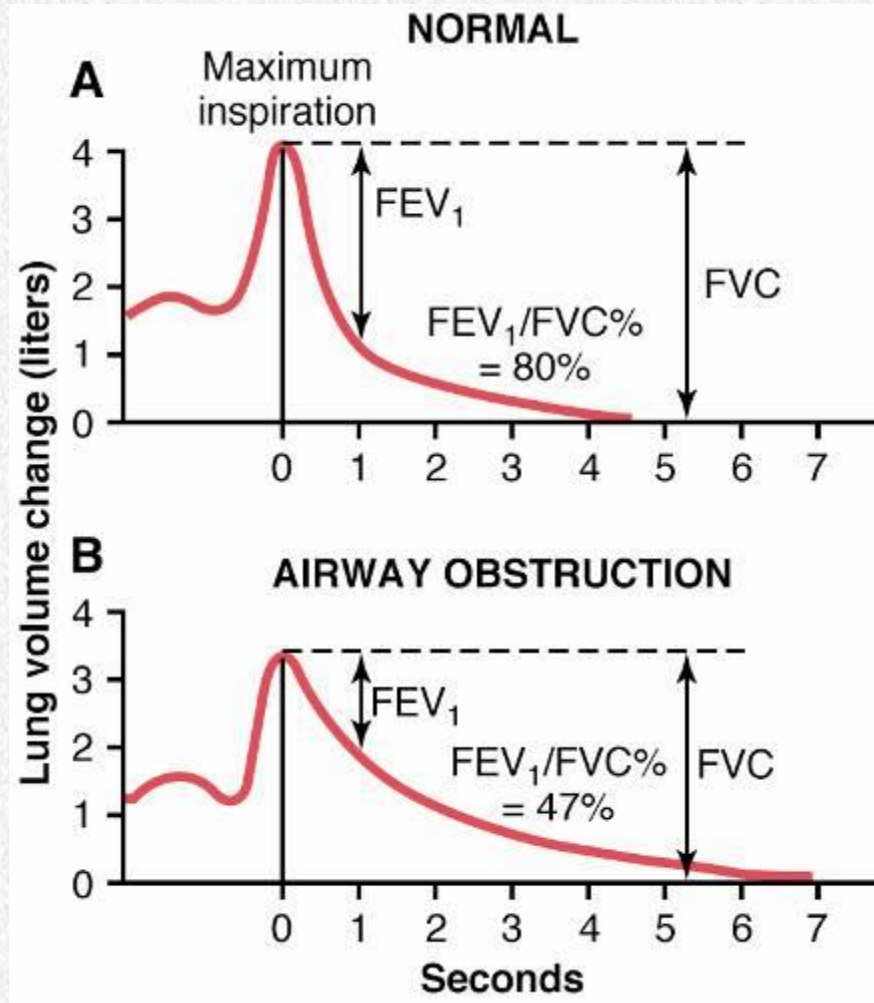 NORMAL
A
Maximum
inspiration
4
3
2
1
0
FEV₁
FVC
FEV₁/FVC%
= 80%
0 1 2 3 4 5 6 7
Lung volume change (liters)
B
AIRWAY OBSTRUCTION
4
3
2
1
0
FEV₁
FEV₁/FVC%
= 47%
FVC
0 1 2 3 4 5 6 7
Seconds